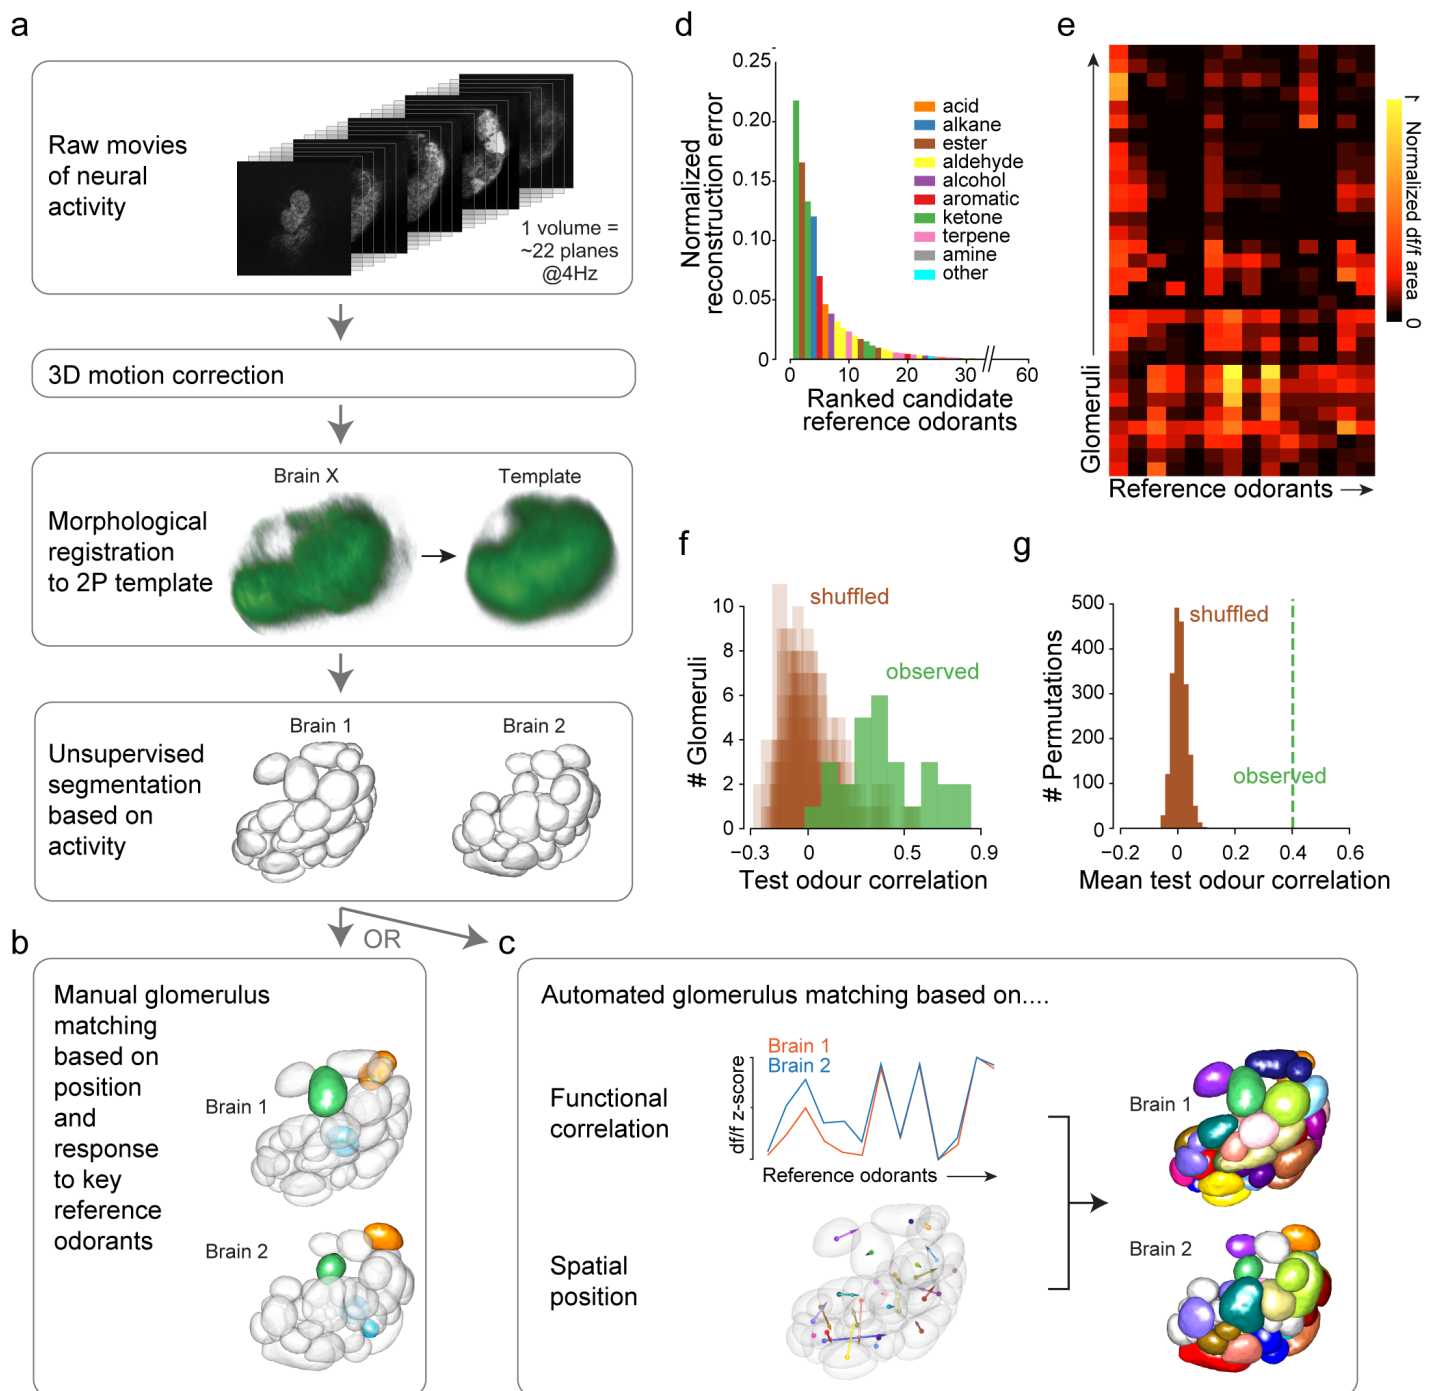 a
Raw movies
of neural
activity
1 volume =
~22 planes
@4Hz
3D motion correction
Brain X
Template
Morphological
registration
to 2P template
Brain 1
Brain 2
Unsupervised
segmentation
based on
activity
OR
b
Manual glomerulus
matching
based on
position
and
response
to key
reference
odorants
Brain 1
Brain 2
c
Automated glomerulus matching based on....
Functional
correlation
Brain 1
Brain 2
df/f z-score
Reference odorants
Spatial
position
Brain 1
Brain 2
d
Normalized
reconstruction error
0.25
0.20
0.15
0.10
0.05
0
acid
alkane
ester
aldehyde
alcohol
aromatic
ketone
terpene
amine
other
0 10 20 30 60
Ranked candidate
reference odorants
e
Glomeruli
Reference odorants
1
Normalized df/f area
0
f
# Glomeruli
10
8
6
4
2
0
shuffled
observed
−0.3 0 0.5 0.9
Test odour correlation
g
# Permutations
500
400
300
200
100
0
shuffled
observed
−0.2 0 0.2 0.4 0.6
Mean test odour correlation